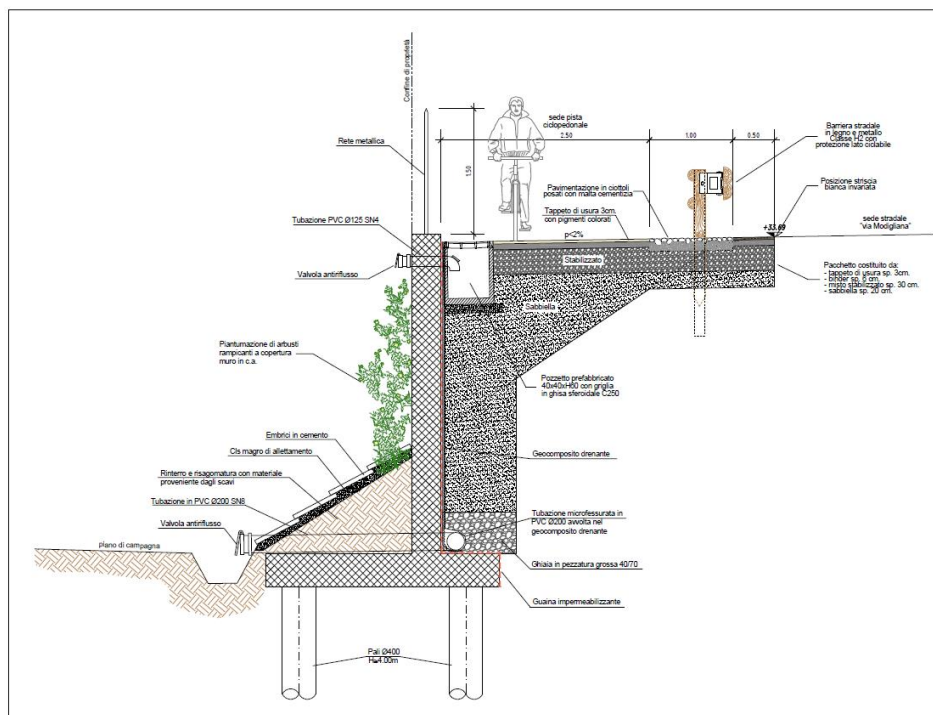 Confine di proprietà
Rete metallica
1.50
sede pista
ciclopedonale
2.50
1.00
0.50
Barriera stradale
in legno e metallo
Classe H2 con
protezione lato ciclabile
Pavimentazione in ciottoli
posati con malta cementizia
Posizione striscia
bianca invariata
Tappeto di usura 3cm.
con pigmenti colorati
Tubazione PVC Ø125 SN4
p<2%
+33.69
sede stradale
"via Modigliana"
Valvola antiriflusso
Stabilizzato
Pacchetto costituito da:
- tappeto di usura sp. 3cm.
- binder sp. 6 cm.
- misto stabilizzato sp. 30 cm.
- sabbiella sp. 20 cm.
Sabbiella
Piantumazione di arbusti
rampicanti a copertura
muro in c.a.
Pozzetto prefabbricato
40x40xH60 con griglia
in ghisa sferoidale C250
Embrici in cemento
Cls magro di allettamento
Geocomposito drenante
Rinterro e risagomatura con materiale
proveniente dagli scavi
Tubazione in PVC Ø200 SN8
Valvola antiriflusso
Tubazione microfessurata in
PVC Ø200 avvolta nel
geocomposito drenante
piano di campagna
Ghiaia in pezzatura grossa 40/70
Guaina impermeabilizzante
Pali Ø400
H=4.00m